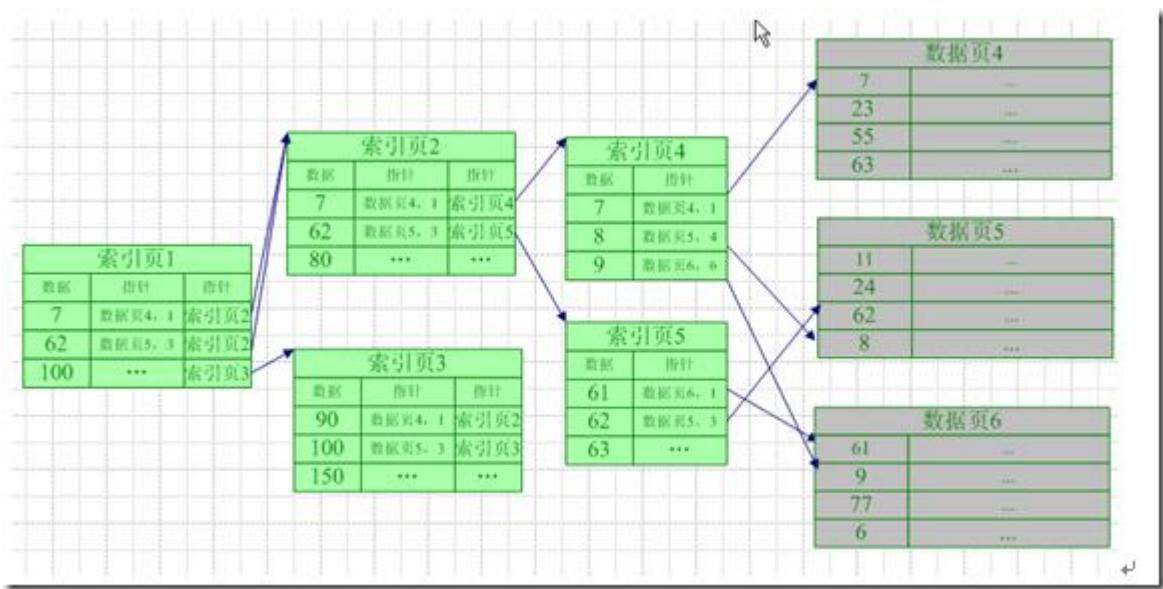 索引页1
数据 指针 指针
7 数据页4，1 索引页2
62 数据页5，3 索引页2
100 … 索引页3
索引页2
数据 指针 指针
7 数据页4，1 索引页4
62 数据页5，3 索引页5
80 … …
索引页3
数据 指针 指针
90 数据页4，1 索引页2
100 数据页5，3 索引页3
150 … …
索引页4
数据 指针
7 数据页4，1
8 数据页5，4
9 数据页6，6
索引页5
数据 指针
61 数据页6，1
62 数据页5，3
63 …
数据页4
7 …
23 …
55 …
63 …
数据页5
11 …
24 …
62 …
8 …
数据页6
61 …
9 …
77 …
6 …